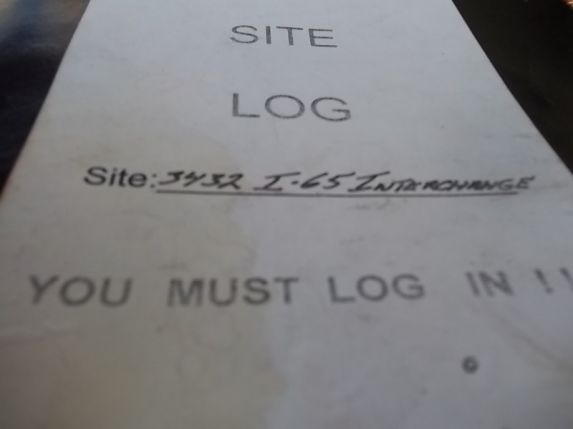 SITE
LOG
Site: 3432 I-65 INTERCHANGE
YOU MUST LOG IN !!